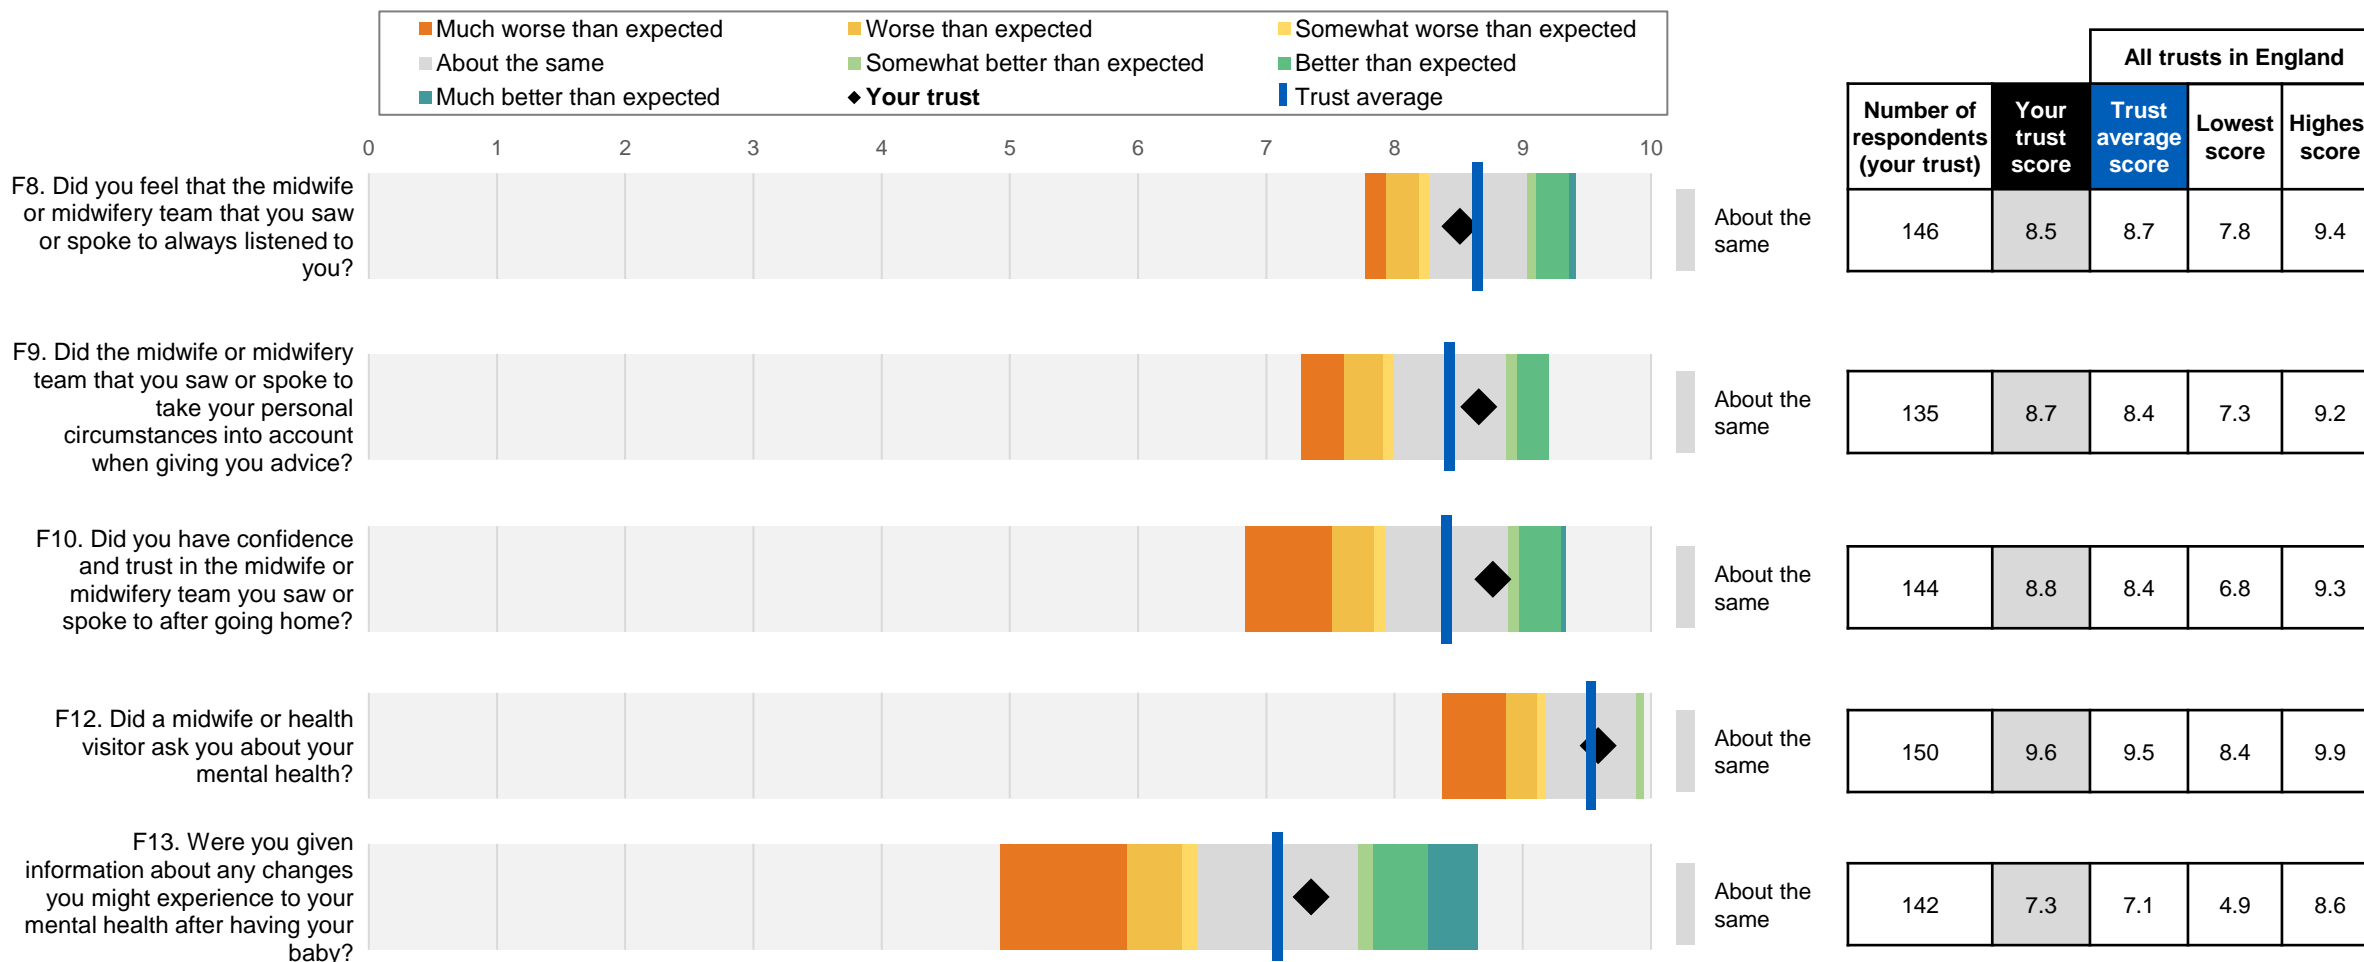 Much worse than expected
Worse than expected
Somewhat worse than expected
About the same
Somewhat better than expected
Better than expected
Much better than expected
Your trust
Trust average
All trusts in England
Number of
respondents
(your trust)
Your
trust
score
Trust
average
score
Lowest
score
Highes
score
0 1 2 3 4 5 6 7 8 9 10
F8. Did you feel that the midwife
or midwifery team that you saw
or spoke to always listened to
you?
About the
same
146 8.5 8.7 7.8 9.4
F9. Did the midwife or midwifery
team that you saw or spoke to
take your personal
circumstances into account
when giving you advice?
About the
same
135 8.7 8.4 7.3 9.2
F10. Did you have confidence
and trust in the midwife or
midwifery team you saw or
spoke to after going home?
About the
same
144 8.8 8.4 6.8 9.3
F12. Did a midwife or health
visitor ask you about your
mental health?
About the
same
150 9.6 9.5 8.4 9.9
F13. Were you given
information about any changes
you might experience to your
mental health after having your
baby?
About the
same
142 7.3 7.1 4.9 8.6